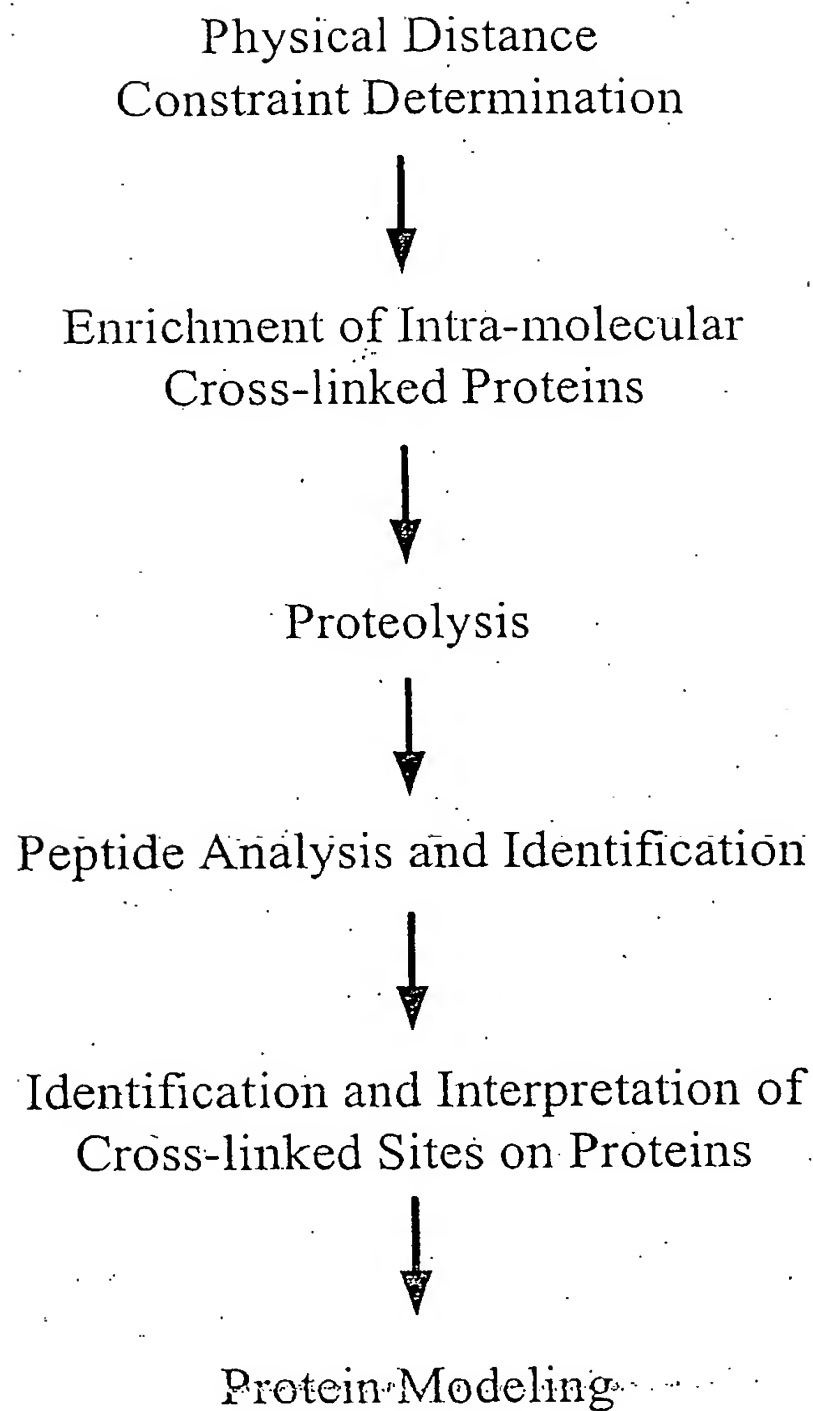 Physical Distance
Constraint Determination
Enrichment of Intra-molecular
Cross-linked Proteins
Proteolysis
Peptide Analysis and Identification
Identification and Interpretation of
Cross-linked Sites on Proteins
Protein Modeling